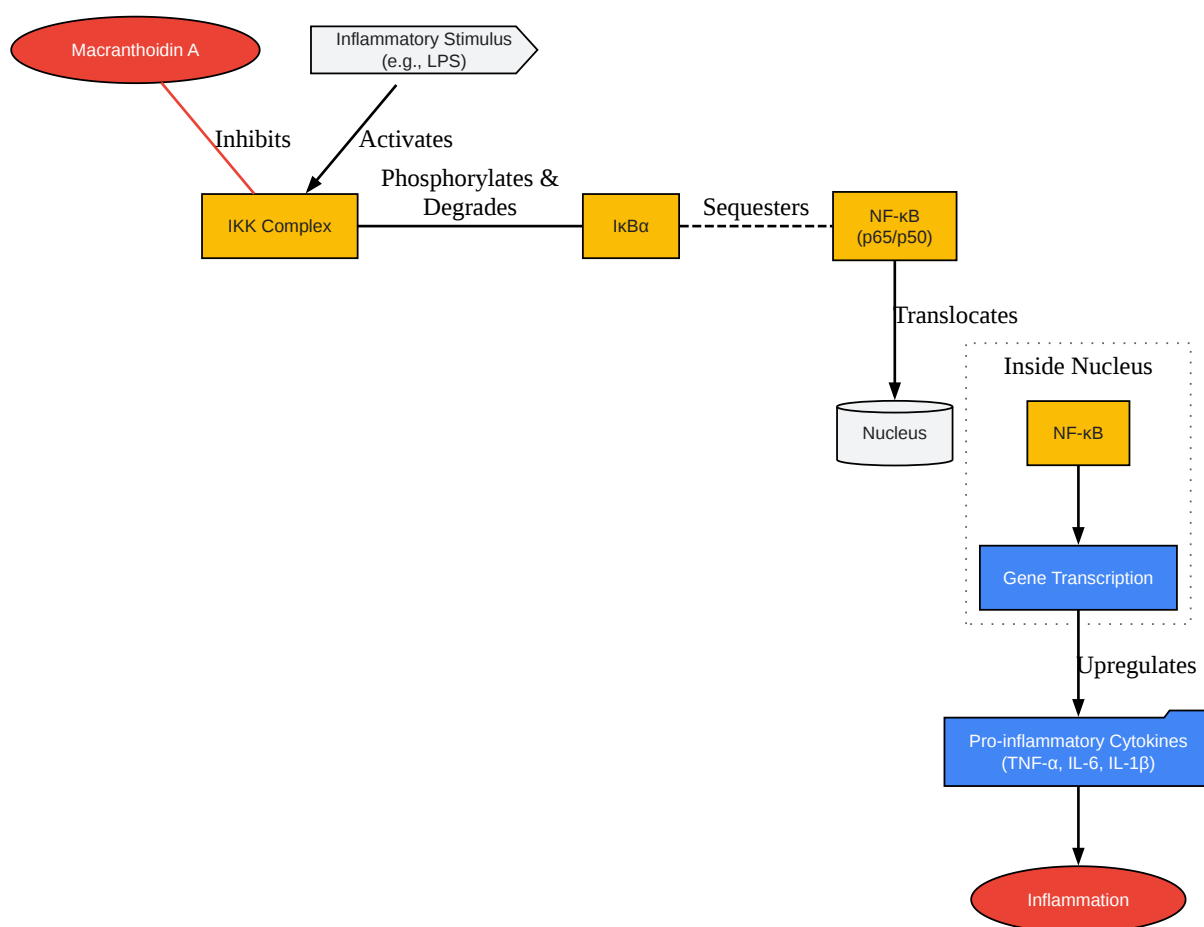 Macranthoidin A
Inflammatory Stimulus
(e.g., LPS)
Inhibits
Activates
Phosphorylates &
Degrades
IKK Complex
IκBα
Sequesters
NF-κB
(p65/p50)
Translocates
Nucleus
Inside Nucleus
NF-κB
Gene Transcription
Upregulates
Pro-inflammatory Cytokines
(TNF-α, IL-6, IL-1β)
Inflammation